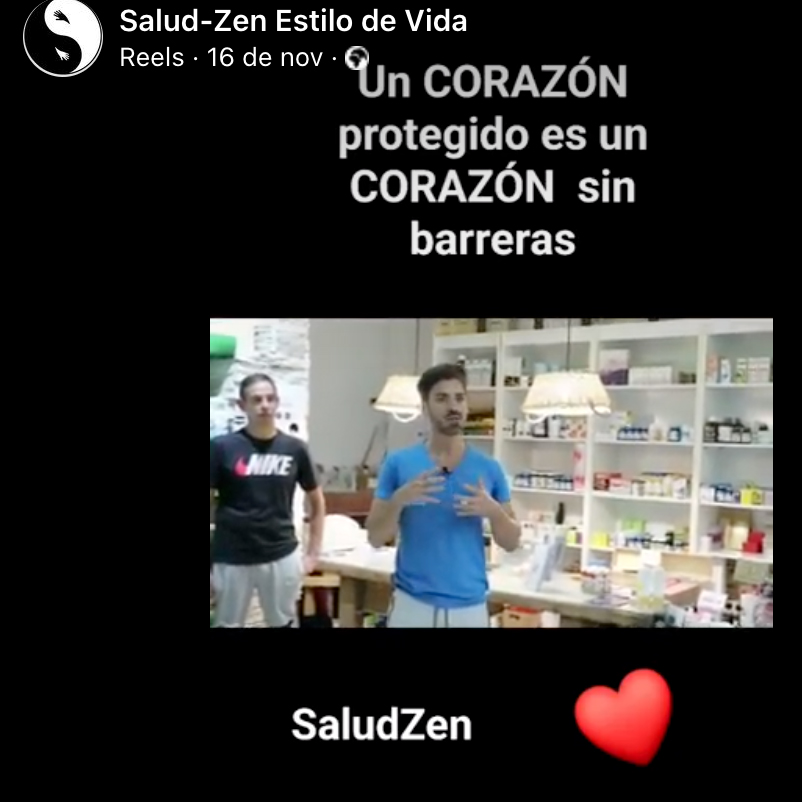 Salud-Zen Estilo de Vida
Reels · 16 de nov ·
Un CORAZÓN
protegido es un
CORAZÓN sin
barreras
NIKE
SaludZen